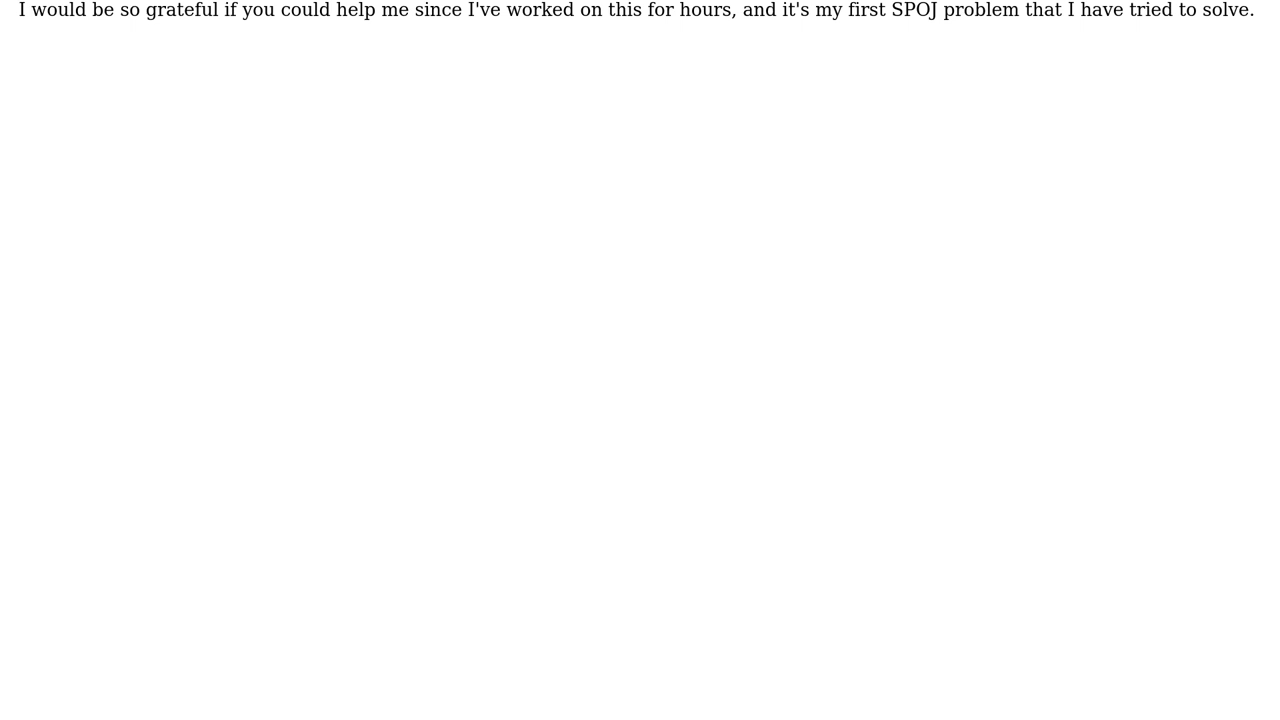 I would be so grateful if you could help me since I've worked on this for hours, and it's my first SPOJ problem that I have tried to solve.